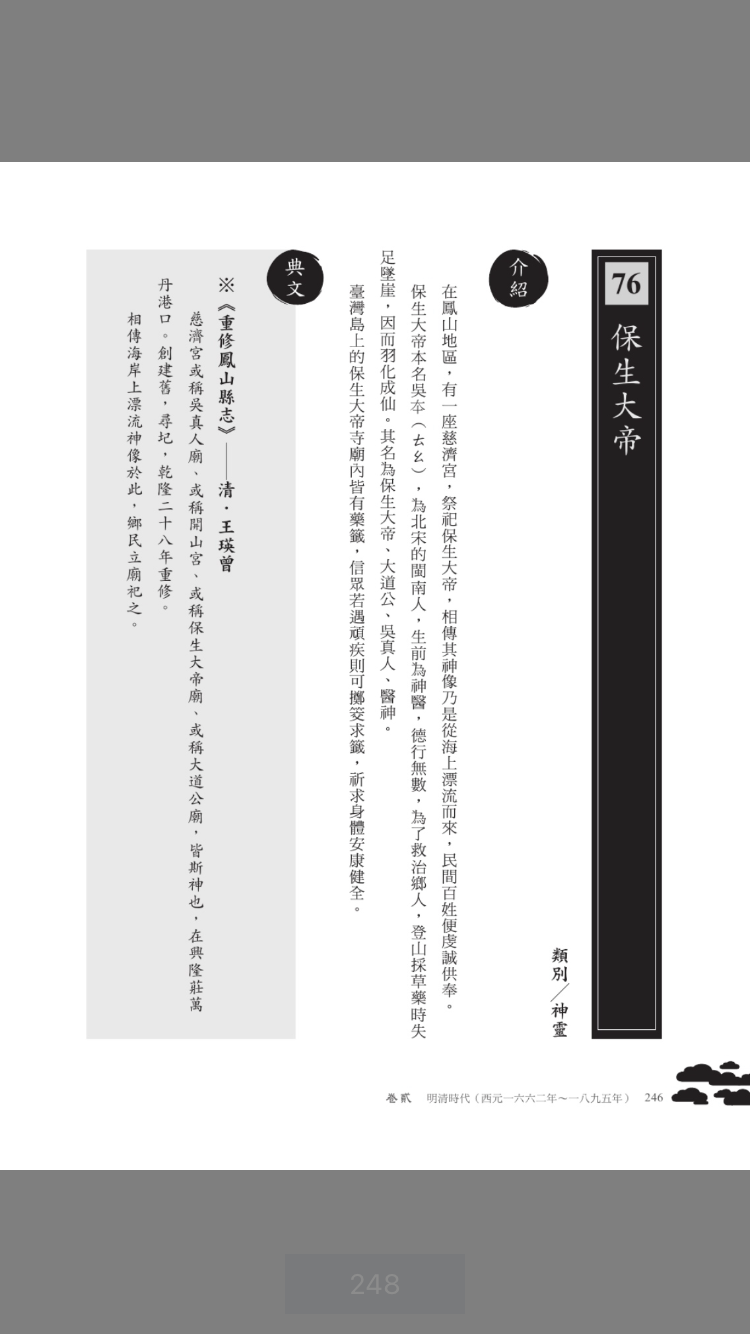 76
保生大帝
類別／神靈
介紹
在鳳山地區，有一座慈濟宮，祭祀保生大帝，相傳其神像乃是從海上漂流而來，民間百姓便虔誠供奉。
保生大帝本名吳夲（ㄊㄠ），為北宋的閩南人，生前為神醫，德行無數，為了救治鄉人，登山採草藥時失
足墜崖，因而羽化成仙。其名為保生大帝、大道公、吳真人、醫神。
臺灣島上的保生大帝寺廟內皆有藥籤，信眾若遇頑疾則可擲筊求籤，祈求身體安康健全。
典文
※《重修鳳山縣志》——清．王瑛曾
慈濟宮或稱吳真人廟、或稱開山宮、或稱保生大帝廟、或稱大道公廟，皆斯神也，在興隆莊萬
丹港口。創建舊，尋圮，乾隆二十八年重修。
相傳海岸上漂流神像於此，鄉民立廟祀之。
卷貳 明清時代（西元一六六二年～一八九五年） 246
248